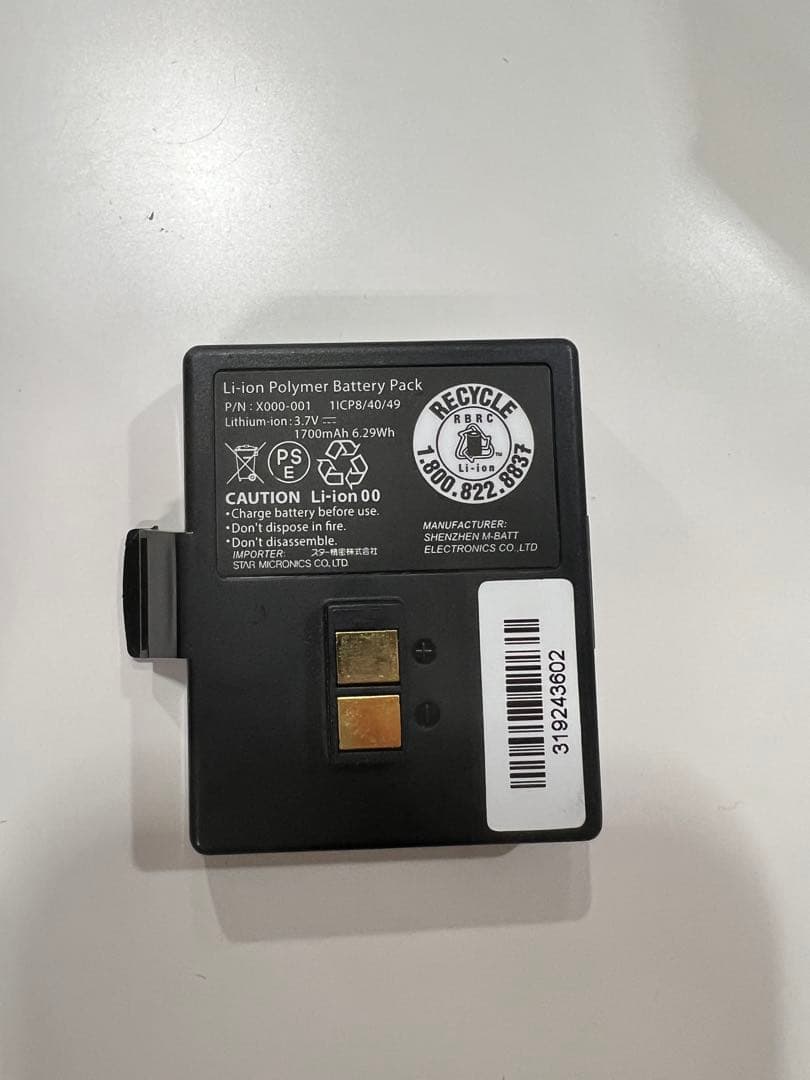 Li-ion Polymer Battery Pack
P/N : X000-001 1ICP8/40/49
Lithium-ion : 3.7V ⎓
1700mAh 6.29Wh
PS
E
RECYCLE
RBRC
Li-ion
TM
1.800.822.8837
CAUTION Li-ion 00
•Charge battery before use.
•Don't dispose in fire.
•Don't disassemble.
IMPORTER: スター精密株式会社
STAR MICRONICS CO.,LTD.
MANUFACTURER:
SHENZHEN M-BATT
ELECTRONICS CO.,LTD
+
−
319243602